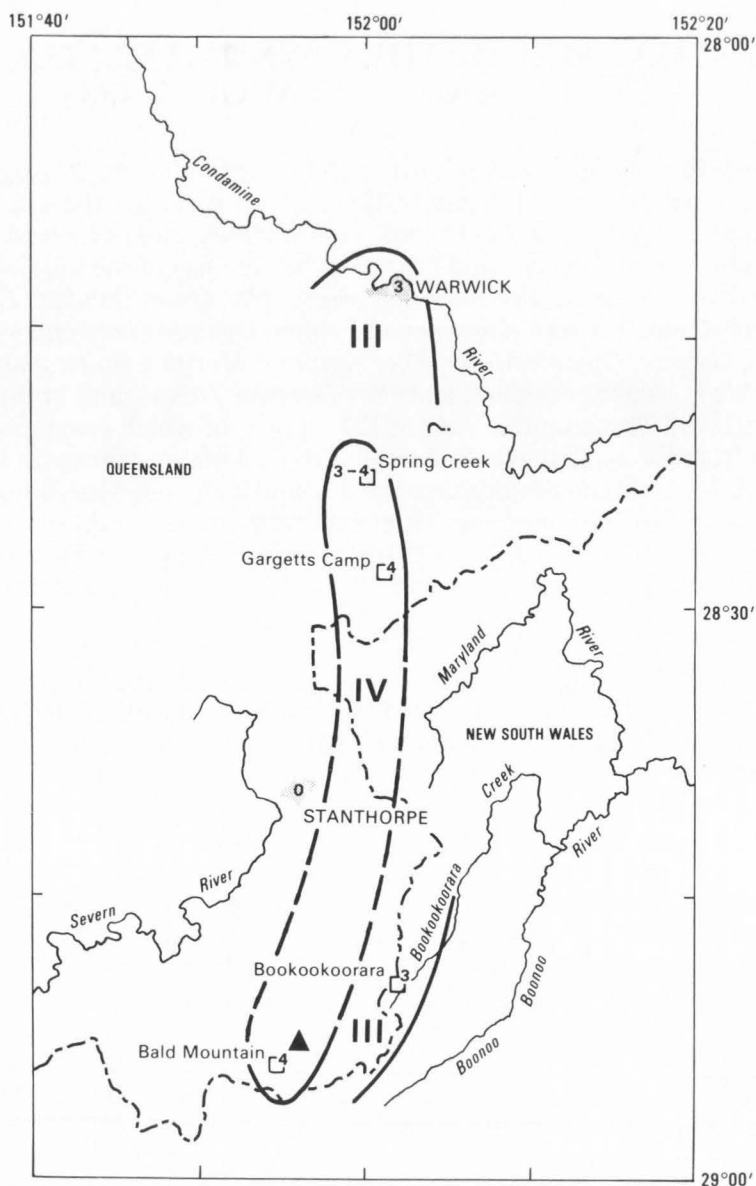 151°40' 152°00' 152°20'
28°00'
Condamine
3 WARWICK
III
River
QUEENSLAND
3-4 Spring Creek
Gargetts Camp 4
28°30'
Maryland
River
IV
NEW SOUTH WALES
0
STANTHORPE
Creek
River
Severn River
Bookookoorara
Bookookoorara 3
Boonoo
III
Bald Mountain 4
Boonoo
29°00'